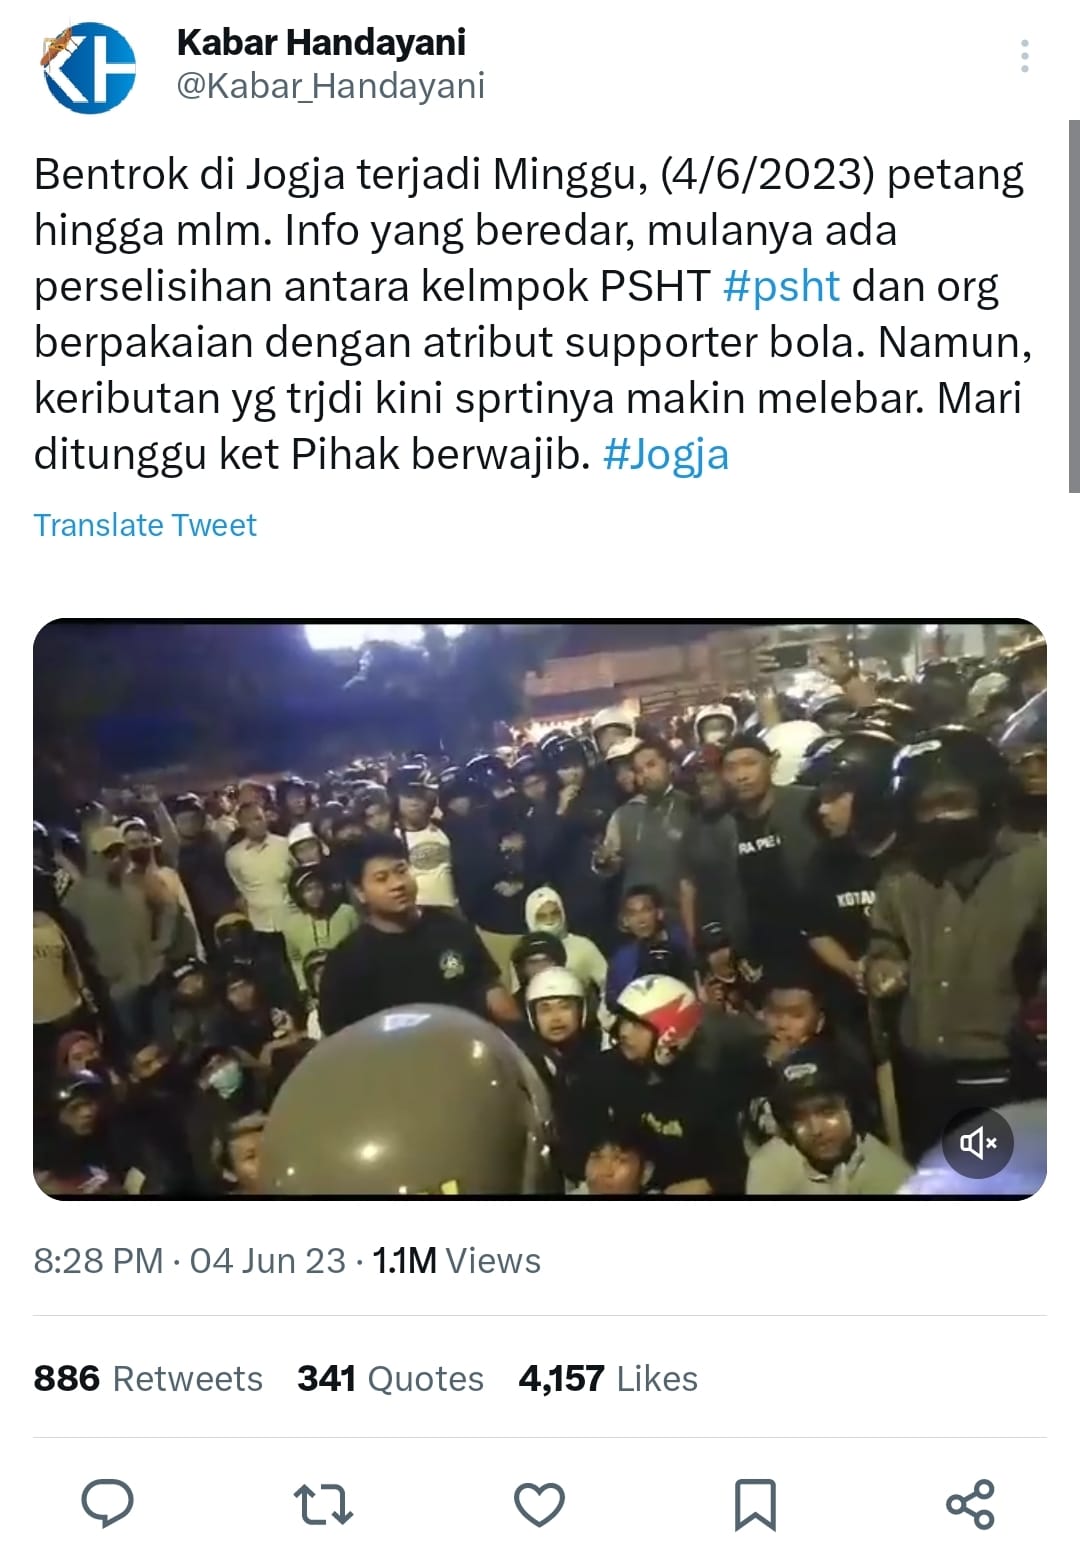 Kabar Handayani
@Kabar_Handayani
Bentrok di Jogja terjadi Minggu, (4/6/2023) petang
hingga mlm. Info yang beredar, mulanya ada
perselisihan antara kelmpok PSHT #psht dan org
berpakaian dengan atribut supporter bola. Namun,
keributan yg trjdi kini sprtinya makin melebar. Mari
ditunggu ket Pihak berwajib. #Jogja
Translate Tweet
RA
8:28 PM · 04 Jun 23 · 1.1M Views
886 Retweets 341 Quotes 4,157 Likes